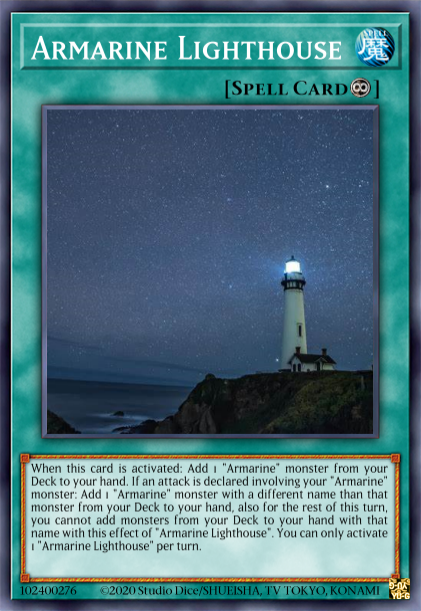 ARMARINE LIGHTHOUSE
SPELL
魔
[SPELL CARD ]
When this card is activated: Add 1 "Armarine" monster from your
Deck to your hand. If an attack is declared involving your "Armarine"
monster: Add 1 "Armarine" monster with a different name than that
monster from your Deck to your hand, also for the rest of this turn,
you cannot add monsters from your Deck to your hand with that
name with this effect of "Armarine Lighthouse". You can only activate
1 "Armarine Lighthouse" per turn.
102400276 ©2020 Studio Dice/SHUEISHA, TV TOKYO, KONAMI